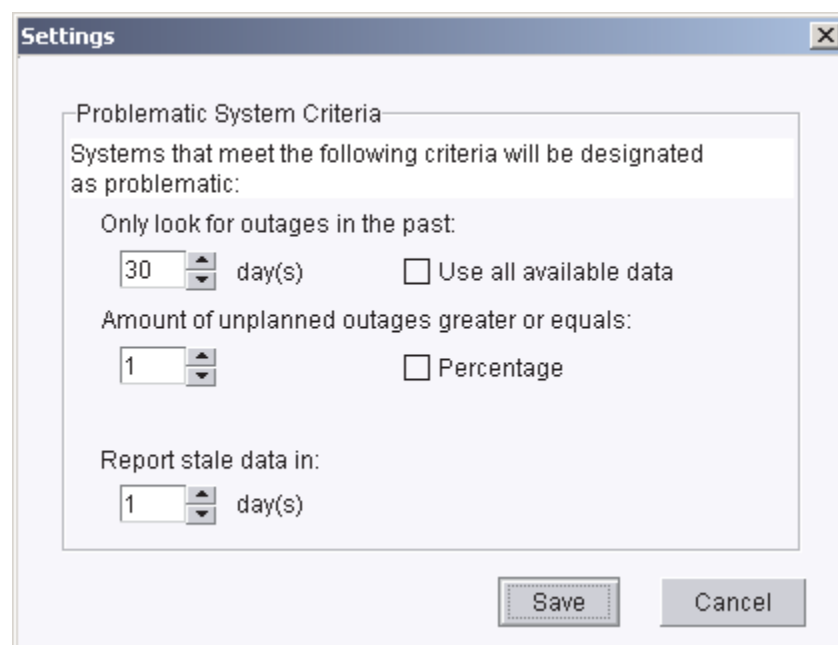 Settings
Problematic System Criteria
Systems that meet the following criteria will be designated
as problematic:
Only look for outages in the past:
30 day(s) Use all available data
Amount of unplanned outages greater or equals:
1 Percentage
Report stale data in:
1 day(s)
Save Cancel